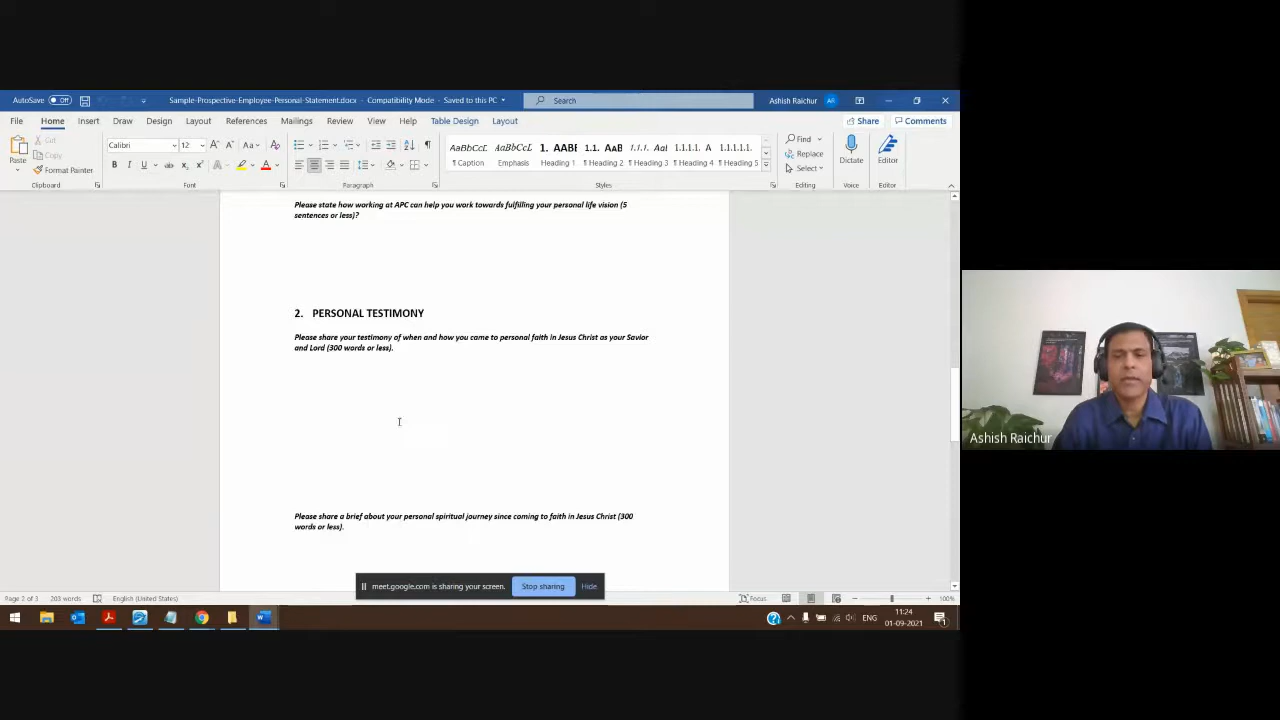 AutoSave Off Sample-Prospective-Employee-Personal-Statement.docx - Compatibility Mode - Saved to this PC Search Ashish Raichur AR
File Home Insert Draw Design Layout References Mailings Review View Help Table Design Layout Share Comments
Paste Cut Copy Format Painter
Calibri 12
AaBbCcL AaBbCcL 1. AABI 1.1. AAB 1.1.1. AaI 1.1.1.1. A 1.1.1.1.1.
¶ Caption Emphasis Heading 1 ¶ Heading 2 ¶ Heading 3 ¶ Heading 4 ¶ Heading 5
Find Replace Select Dictate Editor
Clipboard Font Paragraph Styles Editing Voice Editor
Please state how working at APC can help you work towards fulfilling your personal life vision (5
sentences or less)?
2. PERSONAL TESTIMONY
Please share your testimony of when and how you came to personal faith in Jesus Christ as your Savior
and Lord (300 words or less).
Please share a brief about your personal spiritual journey since coming to faith in Jesus Christ (300
words or less).
meet.google.com is sharing your screen. Stop sharing Hide
Page 2 of 3 203 words English (United States) Focus 100%
ENG 11:24
01-09-2021
Ashish Raichur